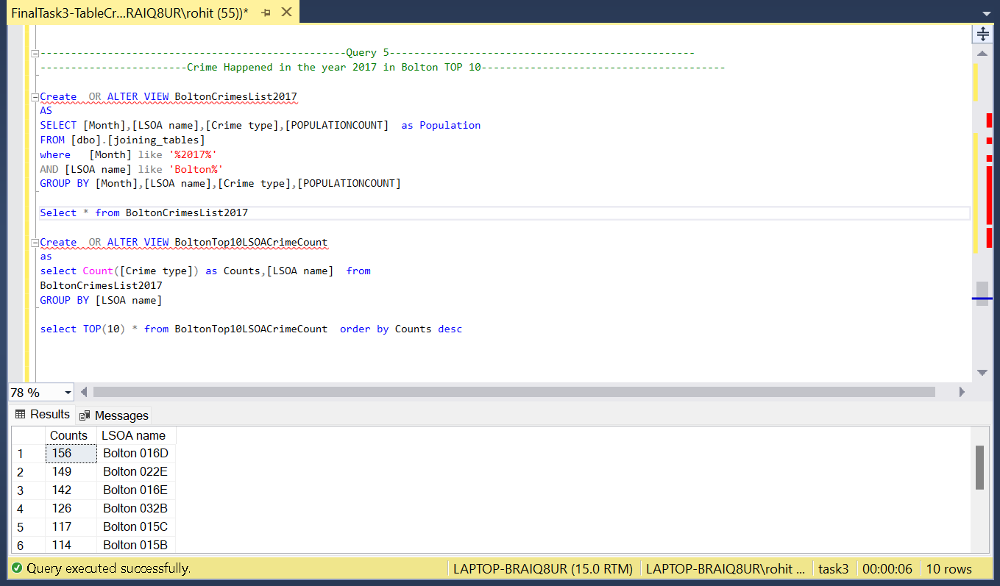 FinalTask3-TableCr...RAIQ8UR\rohit (55))*
--------------------------------------------------Query 5--------------------------------------------------
------------------------Crime Happened in the year 2017 in Bolton TOP 10----------------------------------------
Create  OR ALTER VIEW BoltonCrimesList2017
AS
SELECT [Month],[LSOA name],[Crime type],[POPULATIONCOUNT]  as Population
FROM [dbo].[joining_tables]
where   [Month] like '%2017%'
AND [LSOA name] like 'Bolton%'
GROUP BY [Month],[LSOA name],[Crime type],[POPULATIONCOUNT]
Select * from BoltonCrimesList2017
Create  OR ALTER VIEW BoltonTop10LSOACrimeCount
as
select Count([Crime type]) as Counts,[LSOA name]  from
BoltonCrimesList2017
GROUP BY [LSOA name]
select TOP(10) * from BoltonTop10LSOACrimeCount  order by Counts desc
78 %
Results Messages
Counts LSOA name
1 156 Bolton 016D
2 149 Bolton 022E
3 142 Bolton 016E
4 126 Bolton 032B
5 117 Bolton 015C
6 114 Bolton 015B
Query executed successfully. LAPTOP-BRAIQ8UR (15.0 RTM) LAPTOP-BRAIQ8UR\rohit ... task3 00:00:06 10 rows